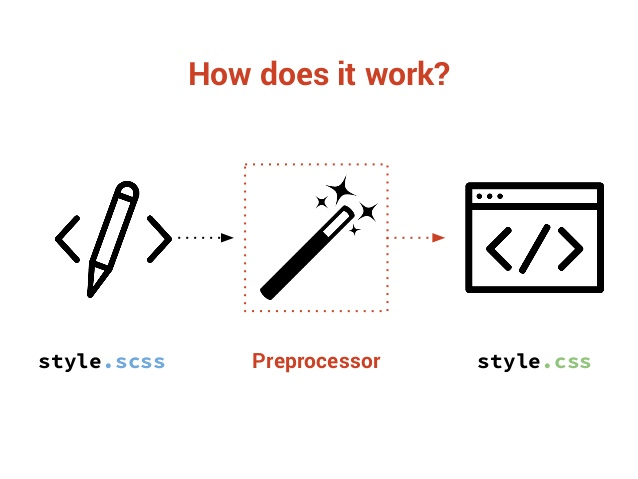 How does it work?
style.scss
Preprocessor
style.css